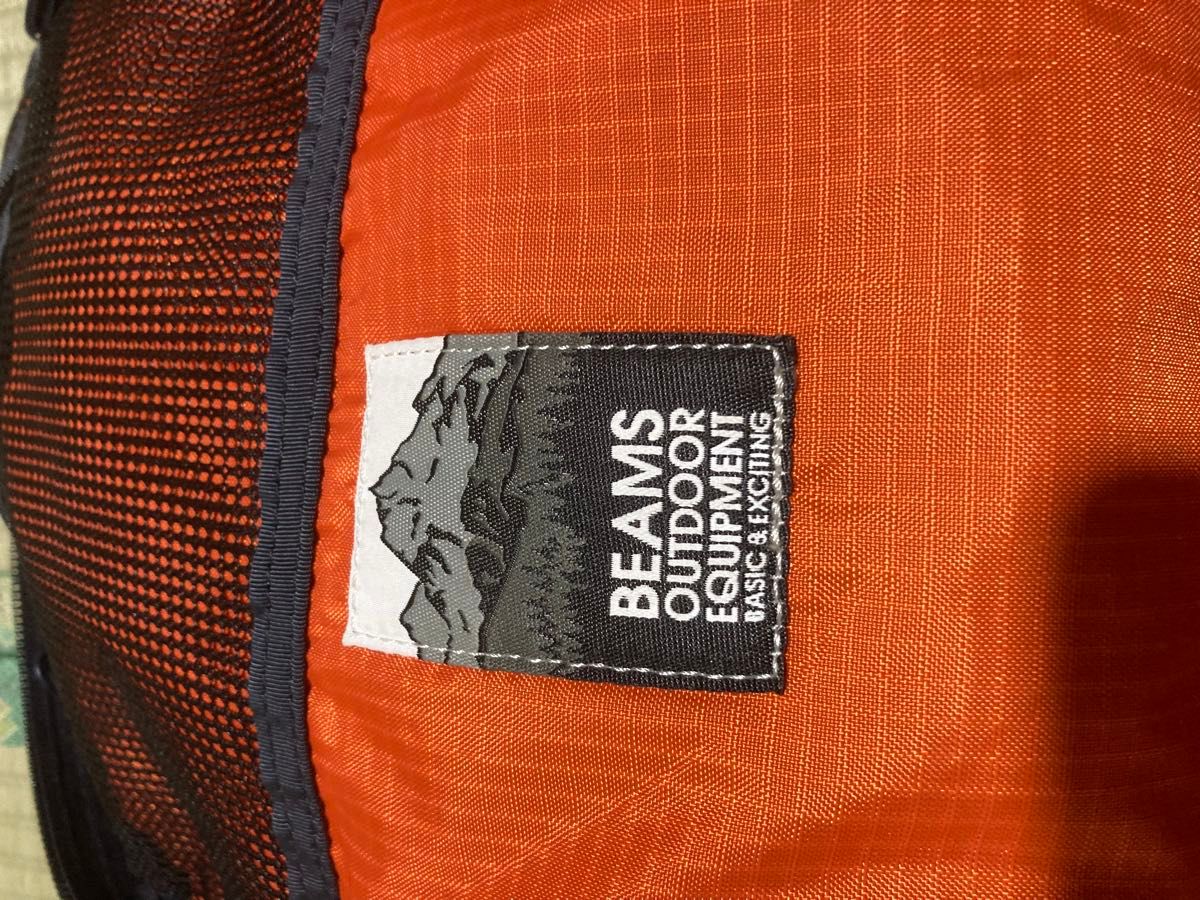 BEAMS
OUTDOOR
EQUIPMENT
BASIC & EXCITING